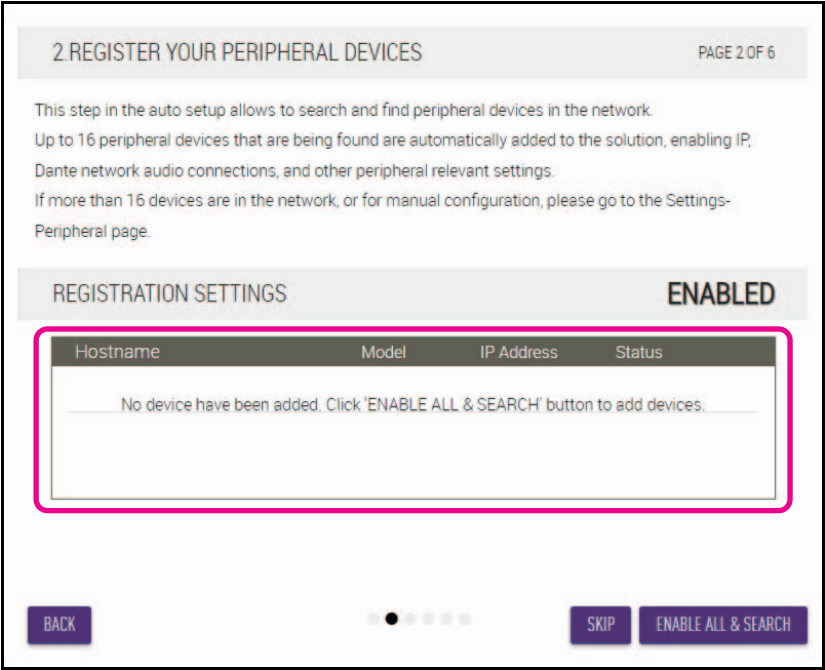 2.REGISTER YOUR PERIPHERAL DEVICES PAGE 2 OF 6
This step in the auto setup allows to search and find peripheral devices in the network.
Up to 16 peripheral devices that are being found are automatically added to the solution, enabling IP,
Dante network audio connections, and other peripheral relevant settings.
If more than 16 devices are in the network, or for manual configuration, please go to the Settings-
Peripheral page.
REGISTRATION SETTINGS ENABLED
Hostname Model IP Address Status
No device have been added. Click 'ENABLE ALL & SEARCH' button to add devices.
BACK SKIP ENABLE ALL & SEARCH